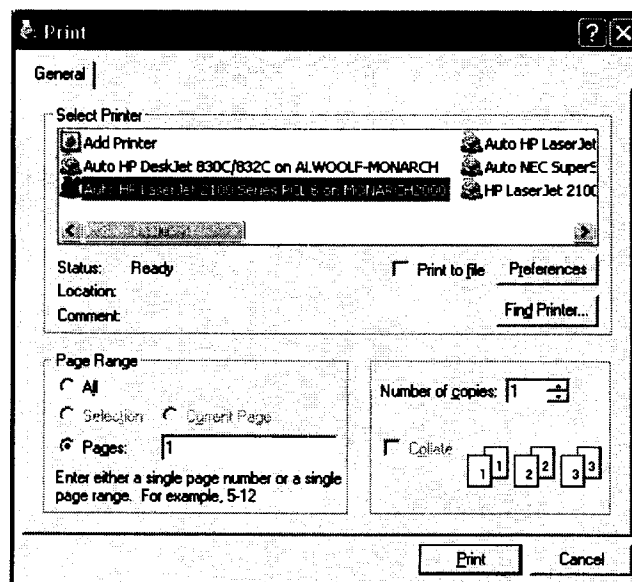 Print
General
Select Printer
Add Printer
Auto HP DeskJet 830C/832C on ALWOOLF-MONARCH
Auto HP LaserJet 2100 Series PCL 6 on MONARCH2000
Auto HP LaserJet
Auto NEC SuperS
HP LaserJet 2100
Status: Ready
Print to file
Preferences
Location:
Comment:
Find Printer...
Page Range
All
Selection
Current Page
Pages: 1
Enter either a single page number or a single
page range. For example, 5-12
Number of copies: 1
Collate
1 1 2 2 3 3
Print
Cancel